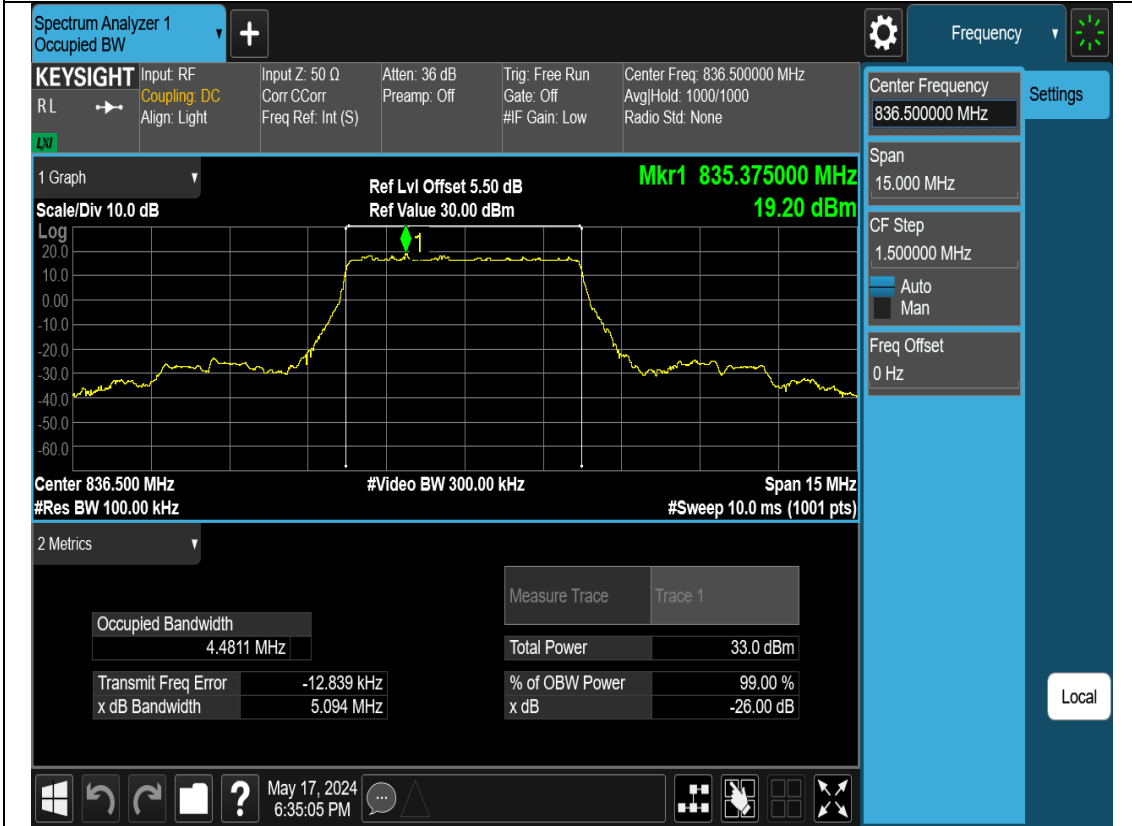 Spectrum Analyzer 1
Occupied BW
▼
+
Frequency ▼
KEYSIGHT
R L
LXI
Input: RF
Coupling: DC
Align: Light
Input Z: 50 Ω
Corr CCorr
Freq Ref: Int (S)
Atten: 36 dB
Preamp: Off
Trig: Free Run
Gate: Off
#IF Gain: Low
Center Freq: 836.500000 MHz
Avg|Hold: 1000/1000
Radio Std: None
Center Frequency
836.500000 MHz
Settings
Span
15.000 MHz
CF Step
1.500000 MHz
Auto
Man
Freq Offset
0 Hz
Local
1 Graph ▼
Scale/Div 10.0 dB
Ref Lvl Offset 5.50 dB
Ref Value 30.00 dBm
Mkr1 835.375000 MHz
19.20 dBm
Log
1
20.0
10.0
0.00
-10.0
-20.0
-30.0
-40.0
-50.0
-60.0
Center 836.500 MHz
#Res BW 100.00 kHz
#Video BW 300.00 kHz
Span 15 MHz
#Sweep 10.0 ms (1001 pts)
2 Metrics ▼
Measure Trace Trace 1
Occupied Bandwidth
4.4811 MHz
Total Power 33.0 dBm
Transmit Freq Error -12.839 kHz
% of OBW Power 99.00 %
x dB Bandwidth 5.094 MHz
x dB -26.00 dB
?
May 17, 2024
6:35:05 PM